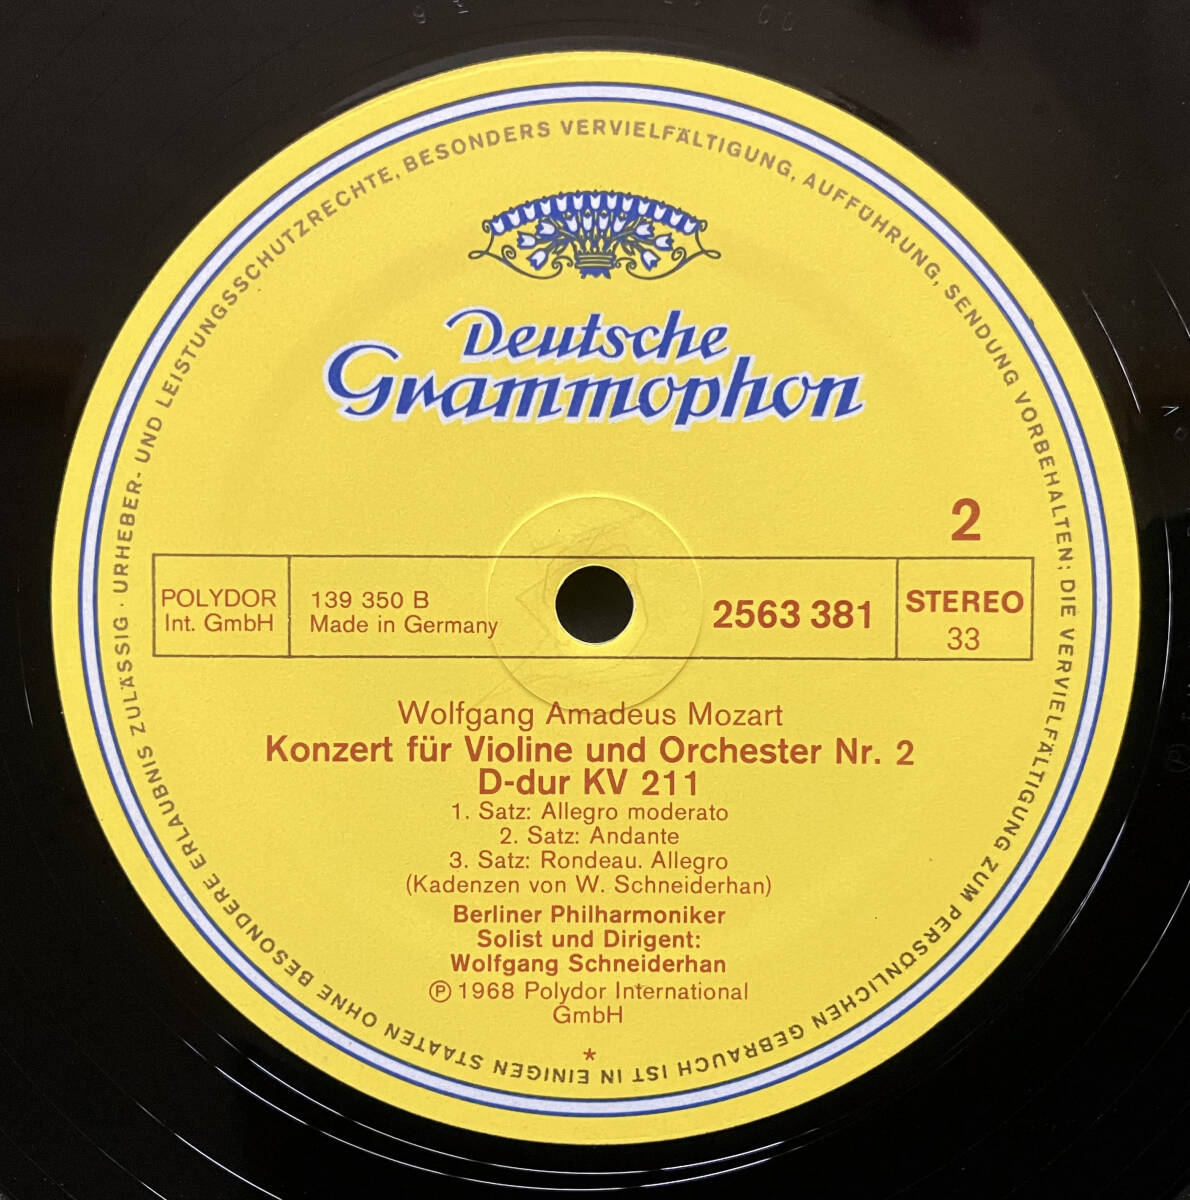 URHEBER- UND LEISTUNGSSCHUTZRECHTE, BESONDERS VERVIELFÄLTIGUNG, AUFFÜHRUNG, SENDUNG VORBEHALTEN; DIE VERVIELFÄLTIGUNG ZUM PERSÖNLICHEN GEBRAUCH IST IN EINIGEN STAATEN OHNE BESONDERE ERLAUBNIS ZULÄSSIG ·
Deutsche
Grammophon
2
POLYDOR
Int. GmbH
139 350 B
Made in Germany
2563 381
STEREO
33
Wolfgang Amadeus Mozart
Konzert für Violine und Orchester Nr. 2
D-dur KV 211
1. Satz: Allegro moderato
2. Satz: Andante
3. Satz: Rondeau. Allegro
(Kadenzen von W. Schneiderhan)
Berliner Philharmoniker
Solist und Dirigent:
Wolfgang Schneiderhan
Ⓟ 1968 Polydor International
GmbH
*